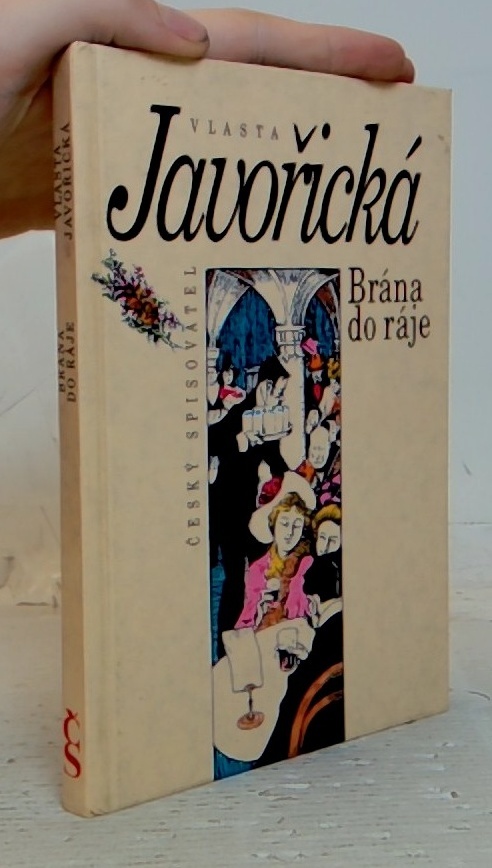 VLASTA
Javořická
Brána
do ráje
ČESKÝ SPISOVATEL
VLASTA
JAVOŘICKÁ
BRÁNA
DO RÁJE
ČS